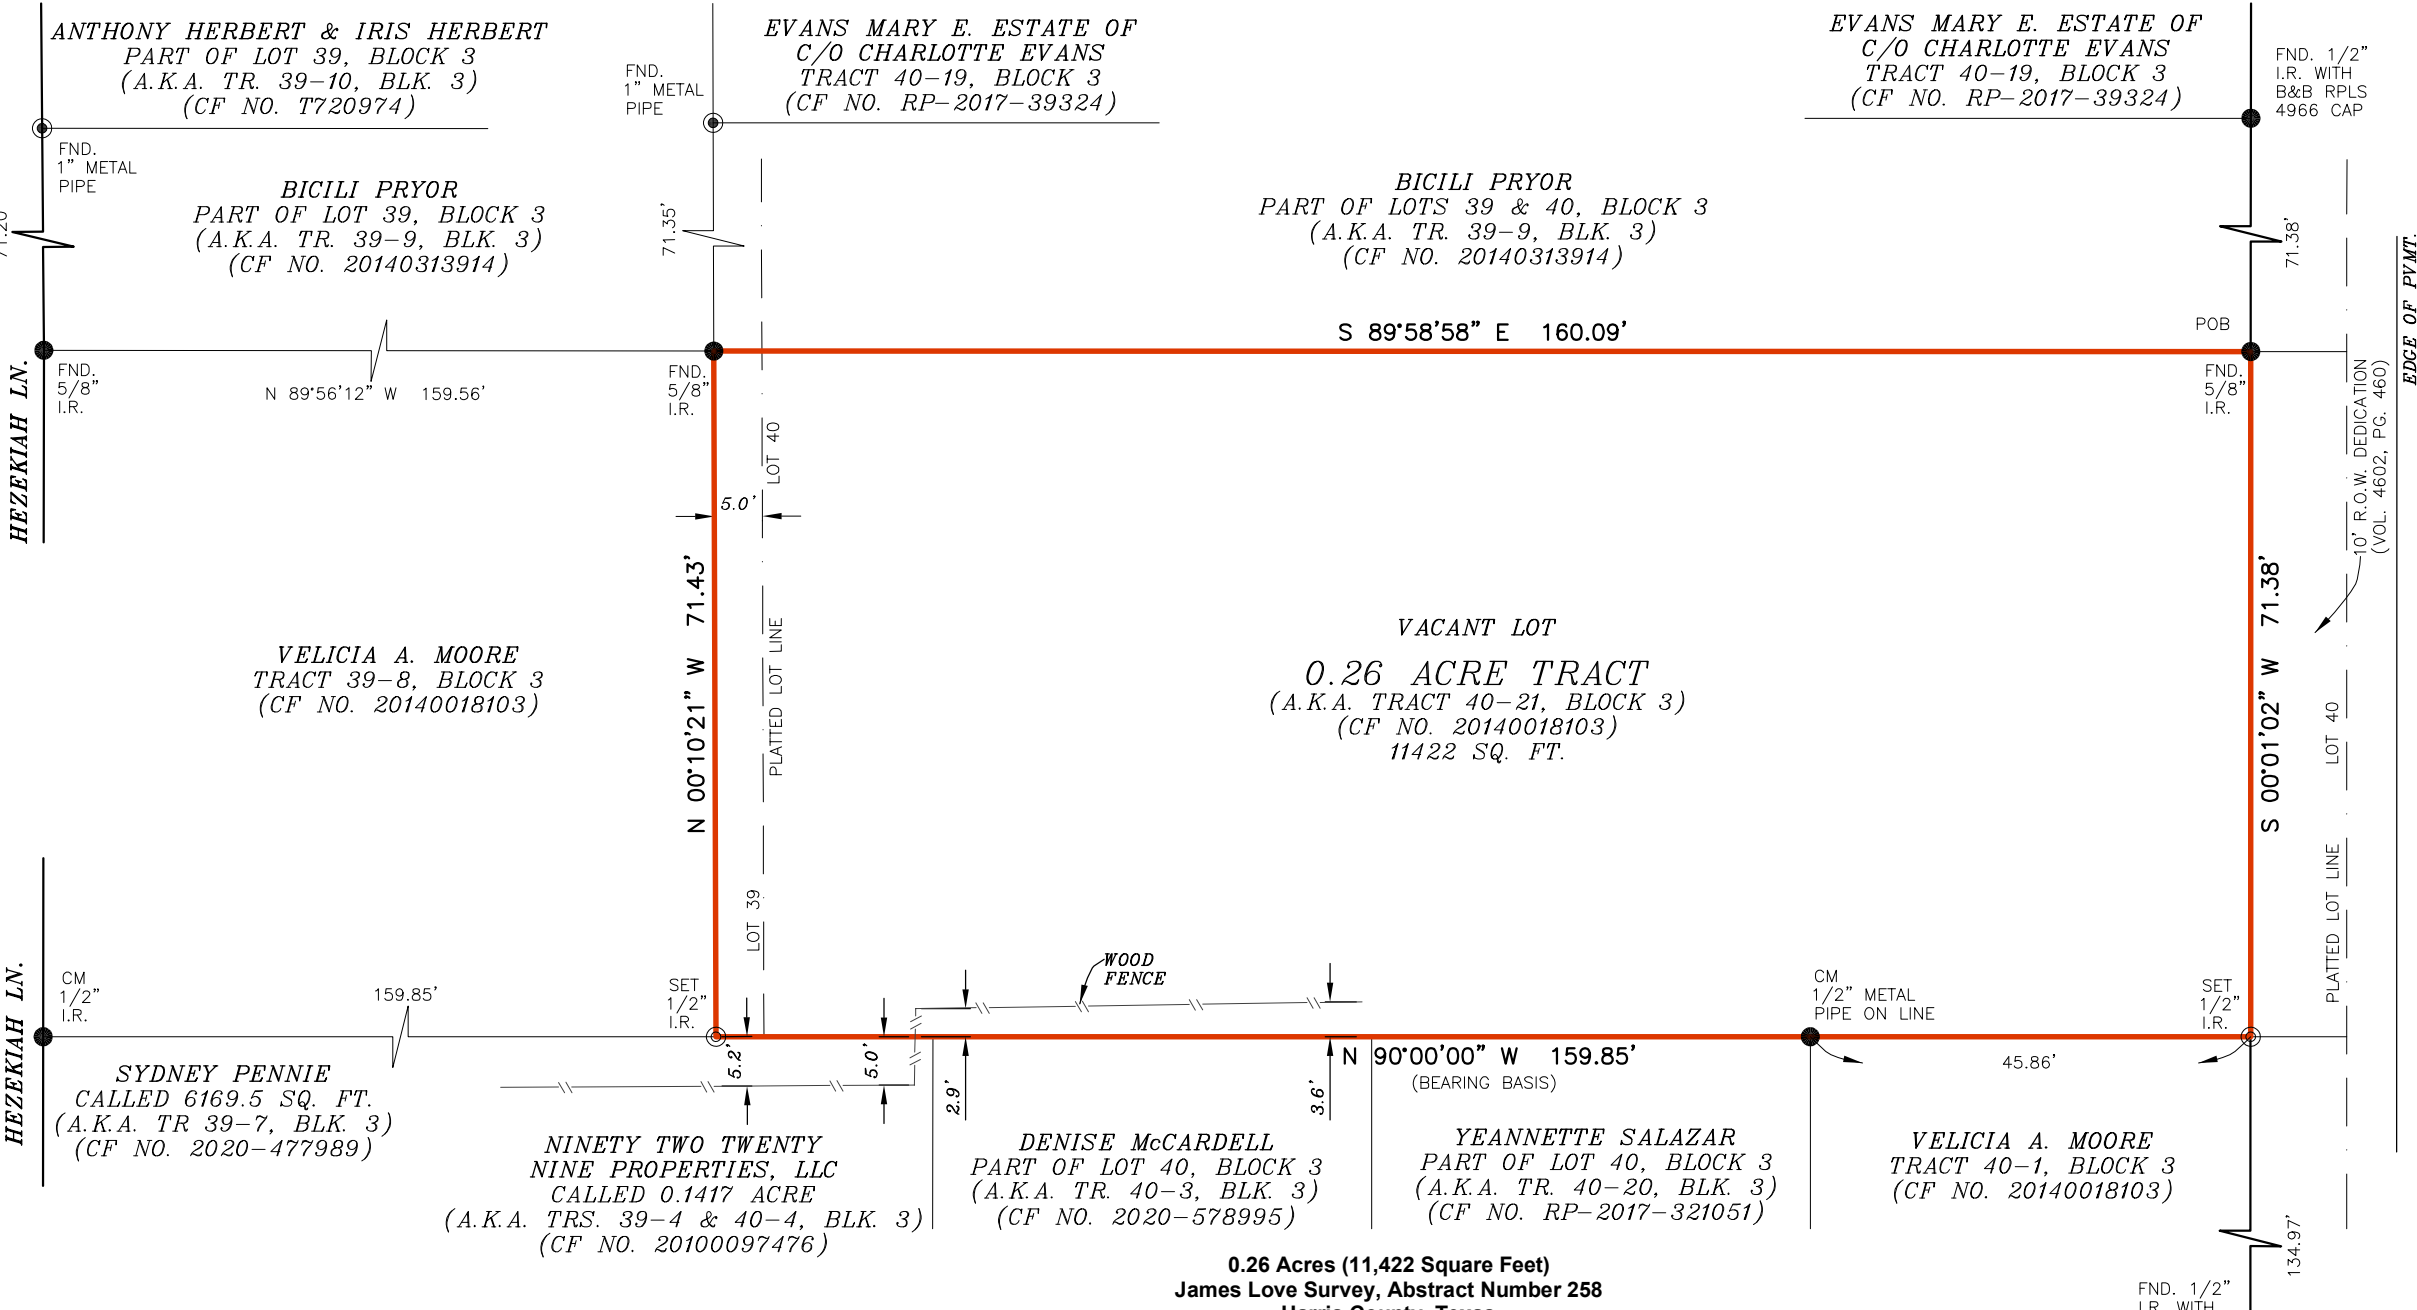 ANTHONY HERBERT & IRIS HERBERT
PART OF LOT 39, BLOCK 3
(A.K.A. TR. 39-10, BLK. 3)
(CF NO. T720974)
FND.
1" METAL
PIPE
EVANS MARY E. ESTATE OF
C/O CHARLOTTE EVANS
TRACT 40-19, BLOCK 3
(CF NO. RP-2017-39324)
EVANS MARY E. ESTATE OF
C/O CHARLOTTE EVANS
TRACT 40-19, BLOCK 3
(CF NO. RP-2017-39324)
FND. 1/2"
I.R. WITH
B&B RPLS
4966 CAP
FND.
1" METAL
PIPE
BICILI PRYOR
PART OF LOT 39, BLOCK 3
(A.K.A. TR. 39-9, BLK. 3)
(CF NO. 20140313914)
71.35'
BICILI PRYOR
PART OF LOTS 39 & 40, BLOCK 3
(A.K.A. TR. 39-9, BLK. 3)
(CF NO. 20140313914)
71.38'
EDGE OF PVMT.
S 89°58'58" E 160.09'
POB
HEZEKIAH LN.
FND.
5/8"
I.R.
N 89°56'12" W 159.56'
FND.
5/8"
I.R.
FND.
5/8"
I.R.
10' R.O.W. DEDICATION
(VOL. 4602, PG. 460)
LOT 40
5.0'
N 00°10'21" W 71.43'
PLATTED LOT LINE
LOT 39
VELICIA A. MOORE
TRACT 39-8, BLOCK 3
(CF NO. 20140018103)
VACANT LOT
0.26 ACRE TRACT
(A.K.A. TRACT 40-21, BLOCK 3)
(CF NO. 20140018103)
11422 SQ. FT.
S 00°01'02" W 71.38'
LOT 40
PLATTED LOT LINE
HEZEKIAH LN.
CM
1/2"
I.R.
159.85'
SET
1/2"
I.R.
WOOD
FENCE
CM
1/2" METAL
PIPE ON LINE
SET
1/2"
I.R.
5.2'
5.0'
2.9'
3.6'
N 90°00'00" W 159.85'
(BEARING BASIS)
45.86'
SYDNEY PENNIE
CALLED 6169.5 SQ. FT.
(A.K.A. TR 39-7, BLK. 3)
(CF NO. 2020-477989)
NINETY TWO TWENTY
NINE PROPERTIES, LLC
CALLED 0.1417 ACRE
(A.K.A. TRS. 39-4 & 40-4, BLK. 3)
(CF NO. 20100097476)
DENISE McCARDELL
PART OF LOT 40, BLOCK 3
(A.K.A. TR. 40-3, BLK. 3)
(CF NO. 2020-578995)
YEANNETTE SALAZAR
PART OF LOT 40, BLOCK 3
(A.K.A. TR. 40-20, BLK. 3)
(CF NO. RP-2017-321051)
VELICIA A. MOORE
TRACT 40-1, BLOCK 3
(CF NO. 20140018103)
134.97'
0.26 Acres (11,422 Square Feet)
James Love Survey, Abstract Number 258
Harris County, Texas
FND. 1/2"
I.R. WITH